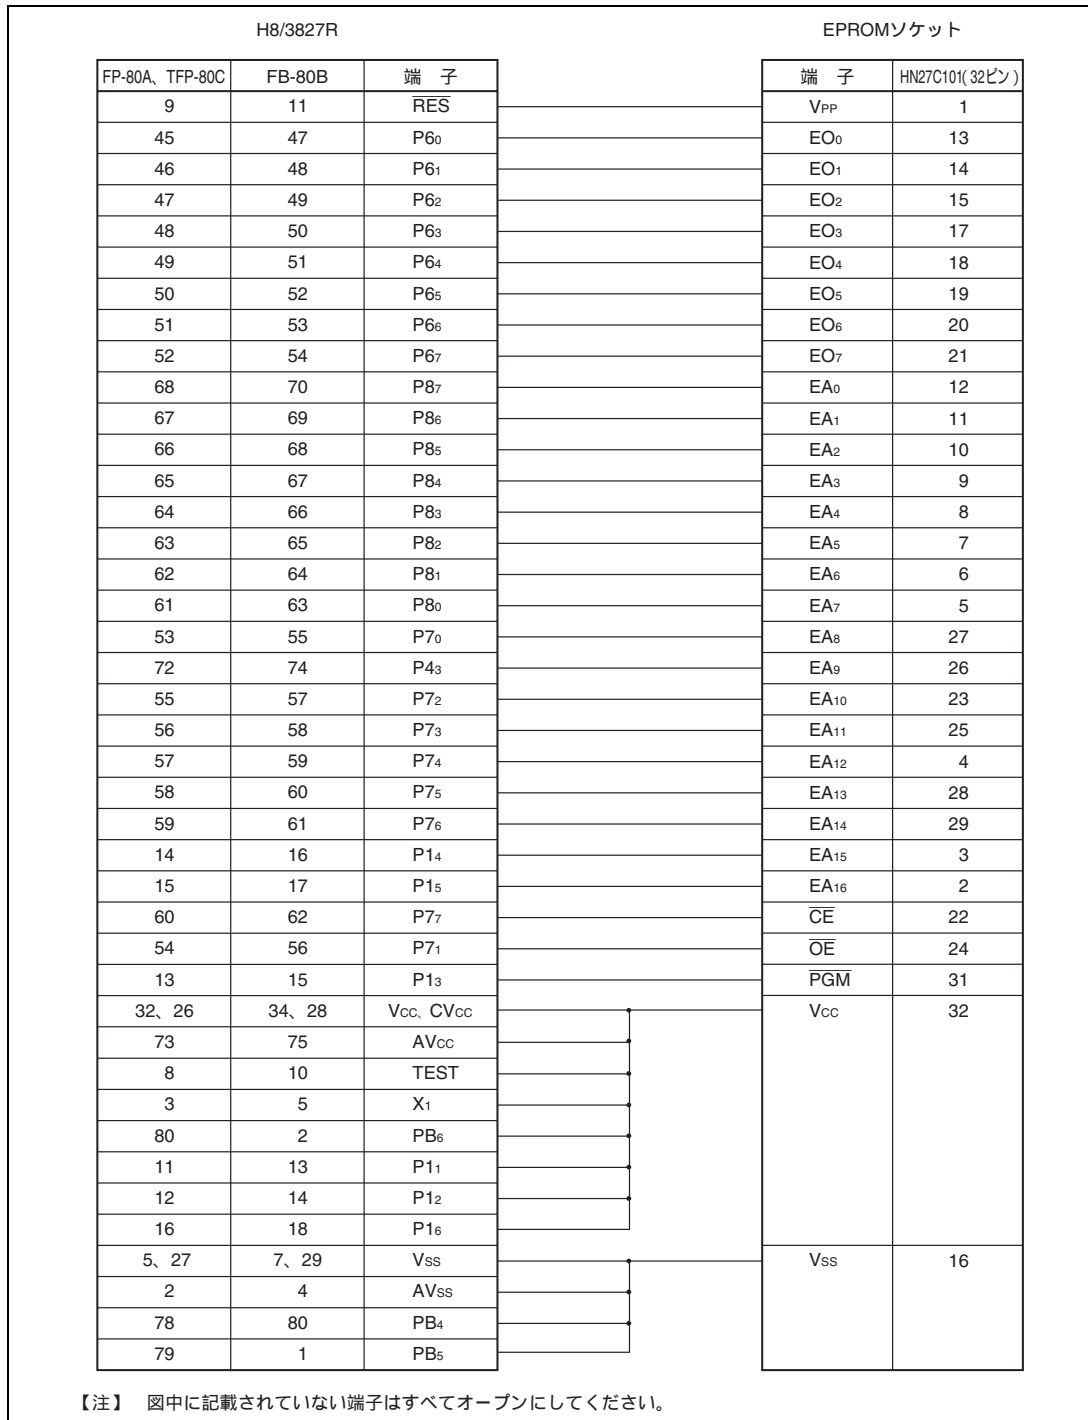 H8/3827R EPROMソケット
FP-80A、TFP-80C FB-80B 端 子 端 子 HN27C101(32ピン)
9 11 RES VPP 1
45 47 P60 EO0 13
46 48 P61 EO1 14
47 49 P62 EO2 15
48 50 P63 EO3 17
49 51 P64 EO4 18
50 52 P65 EO5 19
51 53 P66 EO6 20
52 54 P67 EO7 21
68 70 P87 EA0 12
67 69 P86 EA1 11
66 68 P85 EA2 10
65 67 P84 EA3 9
64 66 P83 EA4 8
63 65 P82 EA5 7
62 64 P81 EA6 6
61 63 P80 EA7 5
53 55 P70 EA8 27
72 74 P43 EA9 26
55 57 P72 EA10 23
56 58 P73 EA11 25
57 59 P74 EA12 4
58 60 P75 EA13 28
59 61 P76 EA14 29
14 16 P14 EA15 3
15 17 P15 EA16 2
60 62 P77 CE 22
54 56 P71 OE 24
13 15 P13 PGM 31
32、26 34、28 Vcc、CVcc Vcc 32
73 75 AVcc
8 10 TEST
3 5 X1
80 2 PB6
11 13 P11
12 14 P12
16 18 P16
5、27 7、29 Vss Vss 16
2 4 AVss
78 80 PB4
79 1 PB5
【注】 図中に記載されていない端子はすべてオープンにしてください。